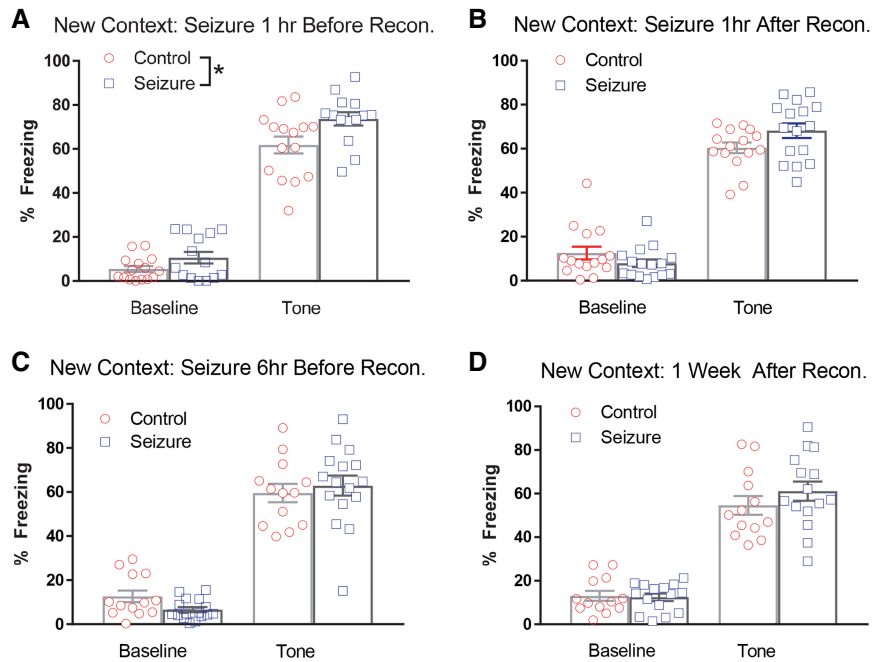 A
New Context: Seizure 1 hr Before Recon.
100
80
60
40
20
0
% Freezing
Control
Seizure
*
Baseline
Tone
B
New Context: Seizure 1hr After Recon.
100
80
60
40
20
0
% Freezing
Control
Seizure
Baseline
Tone
C
New Context: Seizure 6hr Before Recon.
100
80
60
40
20
0
% Freezing
Control
Seizure
Baseline
Tone
D
New Context: 1 Week After Recon.
100
80
60
40
20
0
% Freezing
Control
Seizure
Baseline
Tone